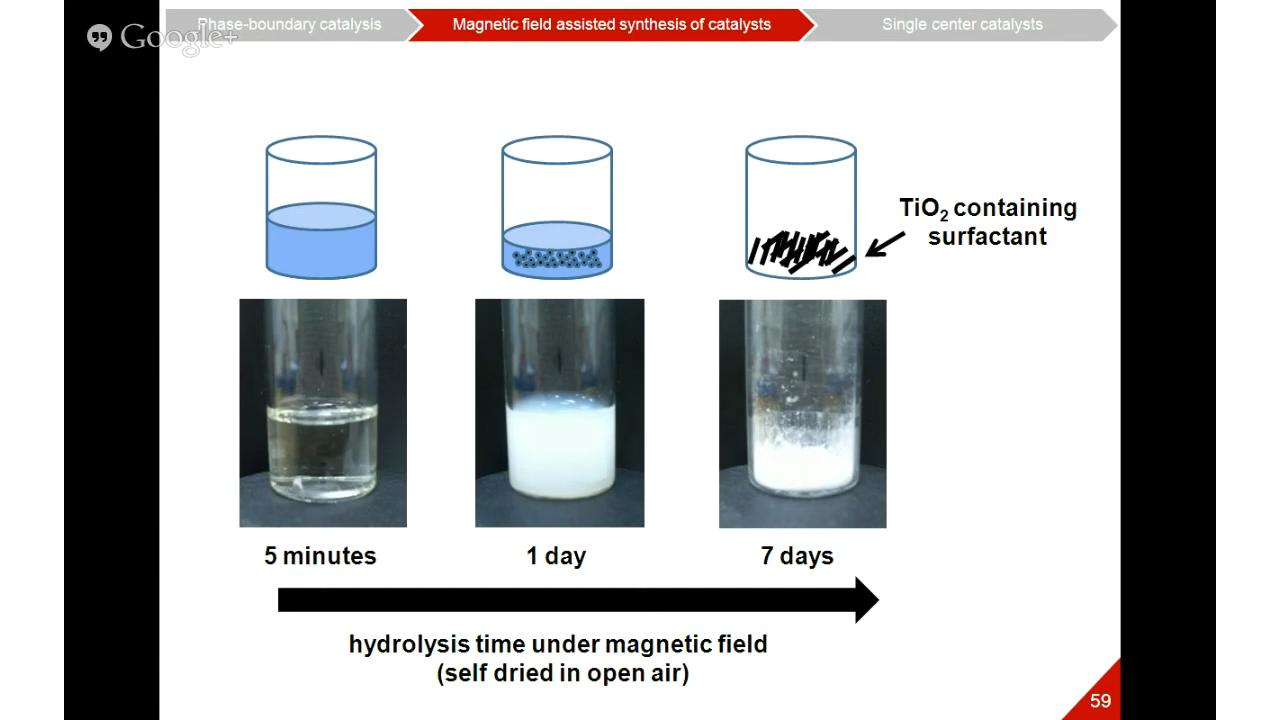 Phase-boundary catalysis
Magnetic field assisted synthesis of catalysts
Single center catalysts
Google+
TiO₂ containing
surfactant
5 minutes
1 day
7 days
hydrolysis time under magnetic field
(self dried in open air)
59